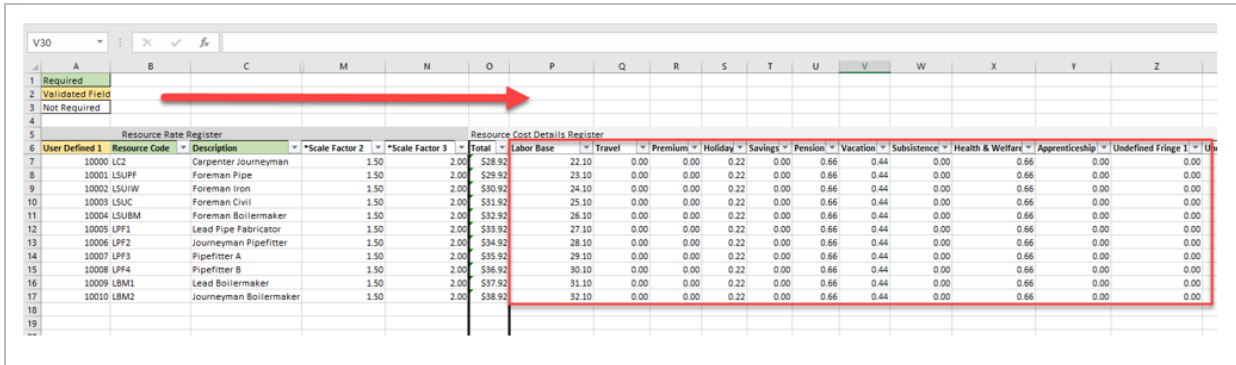 V30 fx
A B C M N O P Q R S T U V W X Y Z
1 Required
2 Validated Field
3 Not Required
4
5 Resource Rate Register Resource Cost Details Register
6 User Defined 1 Resource Code Description *Scale Factor 2 *Scale Factor 3 Total Labor Base Travel Premium Holiday Savings Pension Vacation Subsistence Health & Welfare Apprenticeship Undefined Fringe 1
7 10000 LC2 Carpenter Journeyman 1.50 2.00 $28.92 22.10 0.00 0.00 0.22 0.00 0.66 0.44 0.00 0.66 0.00 0.00
8 10001 LSUPF Foreman Pipe 1.50 2.00 $29.92 23.10 0.00 0.00 0.22 0.00 0.66 0.44 0.00 0.66 0.00 0.00
9 10002 LSUIW Foreman Iron 1.50 2.00 $30.92 24.10 0.00 0.00 0.22 0.00 0.66 0.44 0.00 0.66 0.00 0.00
10 10003 LSUC Foreman Civil 1.50 2.00 $31.92 25.10 0.00 0.00 0.22 0.00 0.66 0.44 0.00 0.66 0.00 0.00
11 10004 LSUBM Foreman Boilermaker 1.50 2.00 $32.92 26.10 0.00 0.00 0.22 0.00 0.66 0.44 0.00 0.66 0.00 0.00
12 10005 LPF1 Lead Pipe Fabricator 1.50 2.00 $33.92 27.10 0.00 0.00 0.22 0.00 0.66 0.44 0.00 0.66 0.00 0.00
13 10006 LPF2 Journeyman Pipefitter 1.50 2.00 $34.92 28.10 0.00 0.00 0.22 0.00 0.66 0.44 0.00 0.66 0.00 0.00
14 10007 LPF3 Pipefitter A 1.50 2.00 $35.92 29.10 0.00 0.00 0.22 0.00 0.66 0.44 0.00 0.66 0.00 0.00
15 10008 LPF4 Pipefitter B 1.50 2.00 $36.92 30.10 0.00 0.00 0.22 0.00 0.66 0.44 0.00 0.66 0.00 0.00
16 10009 LBM1 Lead Boilermaker 1.50 2.00 $37.92 31.10 0.00 0.00 0.22 0.00 0.66 0.44 0.00 0.66 0.00 0.00
17 10010 LBM2 Journeyman Boilermaker 1.50 2.00 $38.92 32.10 0.00 0.00 0.22 0.00 0.66 0.44 0.00 0.66 0.00 0.00
18
19